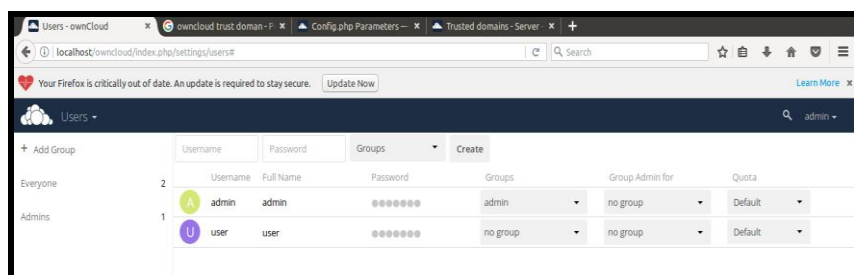 Users - ownCloud × owncloud trust doman - F × Config.php Parameters — × Trusted domains - Server × +
localhost/owncloud/index.php/settings/users# Search
Your Firefox is critically out of date. An update is required to stay secure. Update Now Learn More ×
Users admin
+ Add Group Username Password Groups Create
Username Full Name Password Groups Group Admin for Quota
Everyone 2
A admin admin admin no group Default
Admins 1
U user user no group no group Default